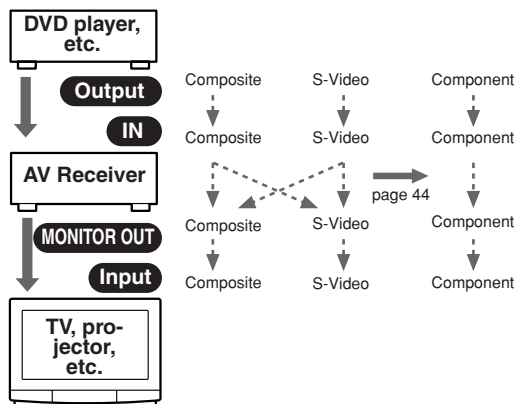 DVD player,
etc.
Output
Composite S-Video Component
IN
Composite S-Video Component
AV Receiver
page 44
MONITOR OUT
Composite S-Video Component
Input
Composite S-Video Component
TV, pro-
jector,
etc.